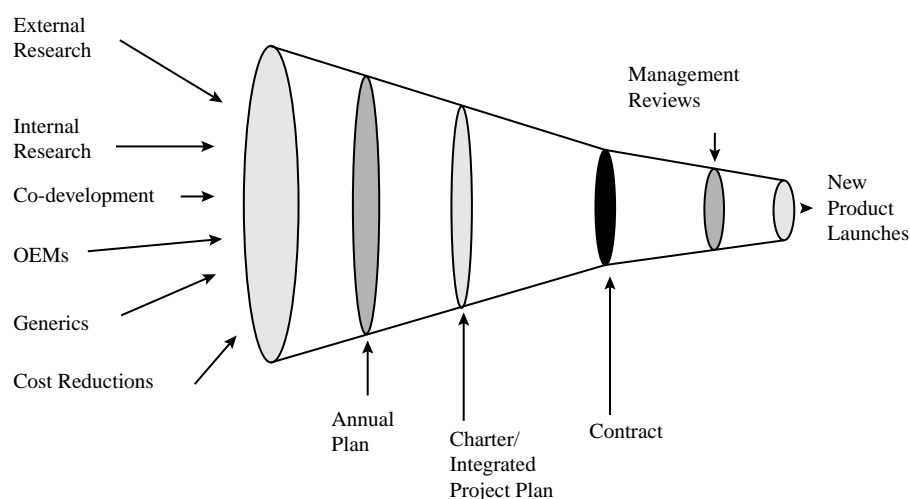 External
Research
Internal
Research
Co-development
OEMs
Generics
Cost Reductions
Annual
Plan
Charter/
Integrated
Project Plan
Contract
Management
Reviews
New
Product
Launches